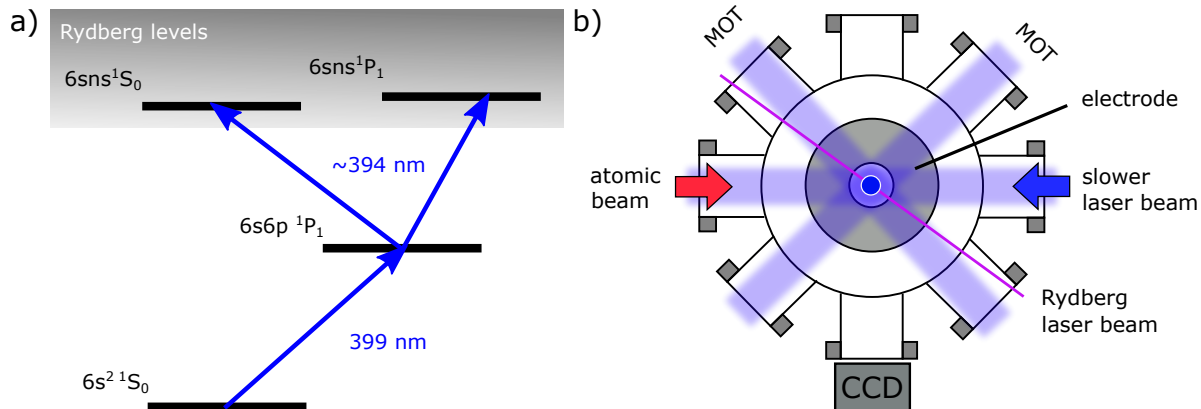 a)
Rydberg levels
6sns¹S₀
6sns¹P₁
~394 nm
6s6p ¹P₁
399 nm
6s² ¹S₀
b)
MOT
MOT
electrode
atomic
beam
slower
laser beam
Rydberg
laser beam
CCD